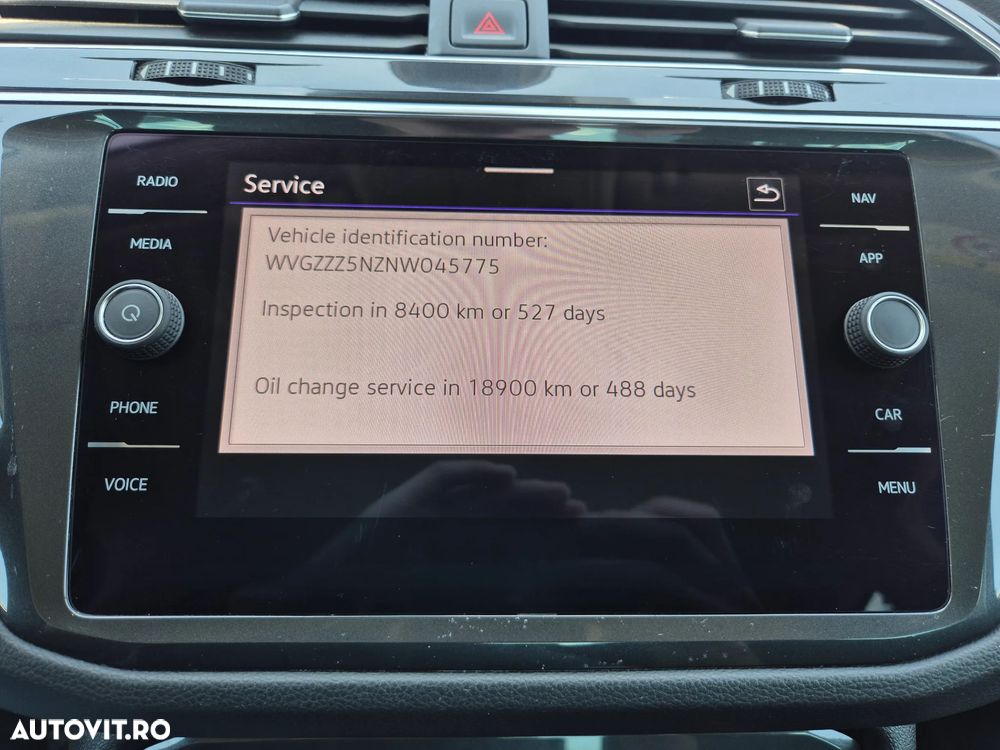 RADIO
MEDIA
PHONE
VOICE
Service
Vehicle identification number:
WVGZZZ5NZNW045775
Inspection in 8400 km or 527 days
Oil change service in 18900 km or 488 days
NAV
APP
CAR
MENU
AUTOVIT.RO